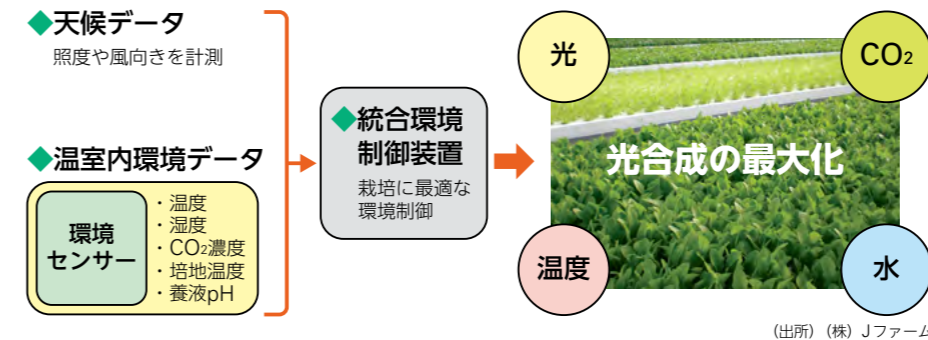 ◆天候データ
照度や風向きを計測
◆温室内環境データ
環境
センサー
・温度
・湿度
・CO₂濃度
・培地温度
・養液pH
◆統合環境
制御装置
栽培に最適な
環境制御
光
CO₂
光合成の最大化
温度
水
(出所)(株)Jファーム